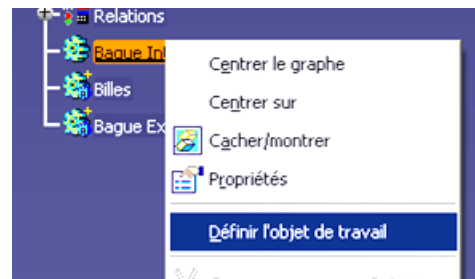 Relations
Bague In
Centrer le graphe
Billes
Centrer sur
Bague Ex
Cacher/montrer
Propriétés
Définir l'objet de travail